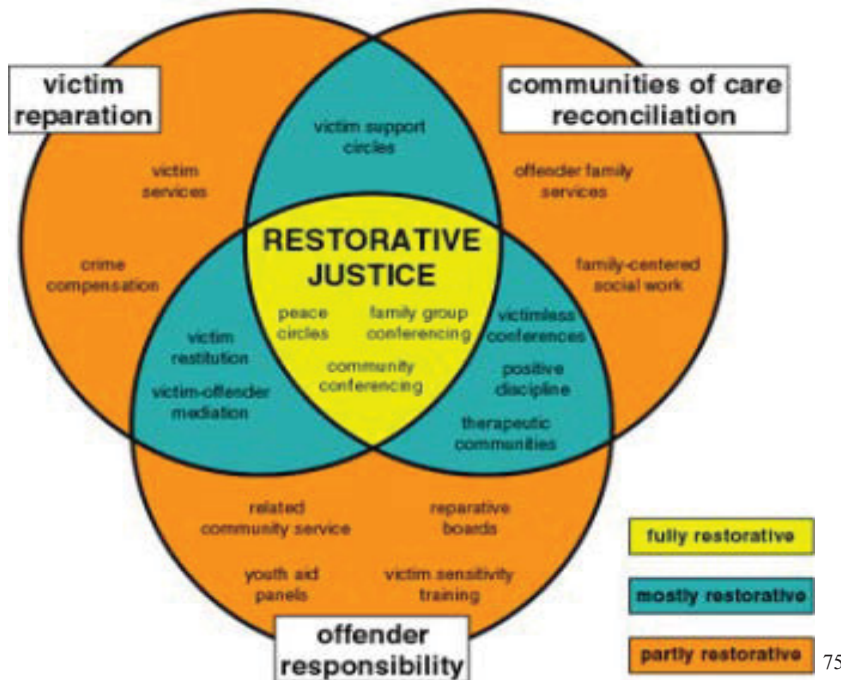 victim
reparation
communities of care
reconciliation
victim support
circles
victim
services
offender family
services
RESTORATIVE
JUSTICE
crime
compensation
family-centered
social work
peace
circles
family group
conferencing
victimless
conferences
victim
restitution
community
conferencing
positive
discipline
victim-offender
mediation
therapeutic
communities
related
community service
reparative
boards
youth aid
panels
victim sensitivity
training
offender
responsibility
fully restorative
mostly restorative
partly restorative
75